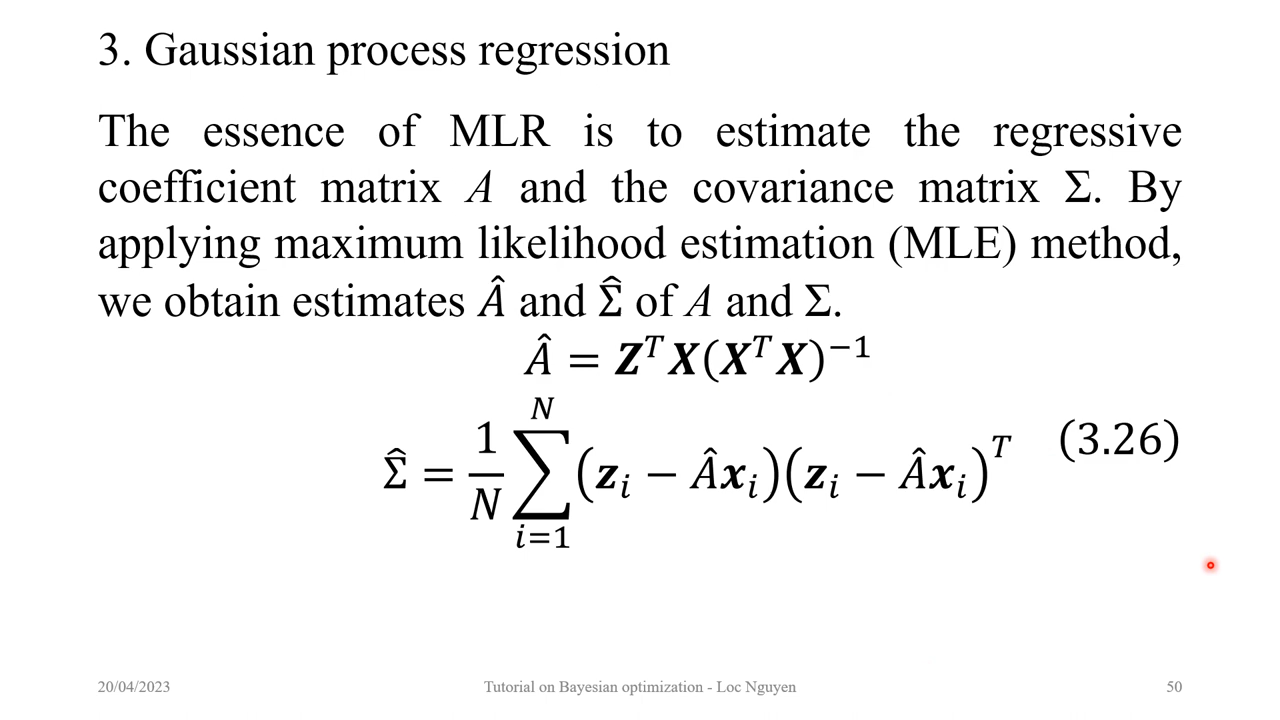 3. Gaussian process regression
The essence of MLR is to estimate the regressive
coefficient matrix A and the covariance matrix Σ. By
applying maximum likelihood estimation (MLE) method,
we obtain estimates Â and Σ̂ of A and Σ.
Â = Z^T X(X^T X)^{−1}
Σ̂ = \frac{1}{N} \sum_{i=1}^{N} (z_i − Âx_i)(z_i − Âx_i)^T (3.26)
20/04/2023 Tutorial on Bayesian optimization - Loc Nguyen 50